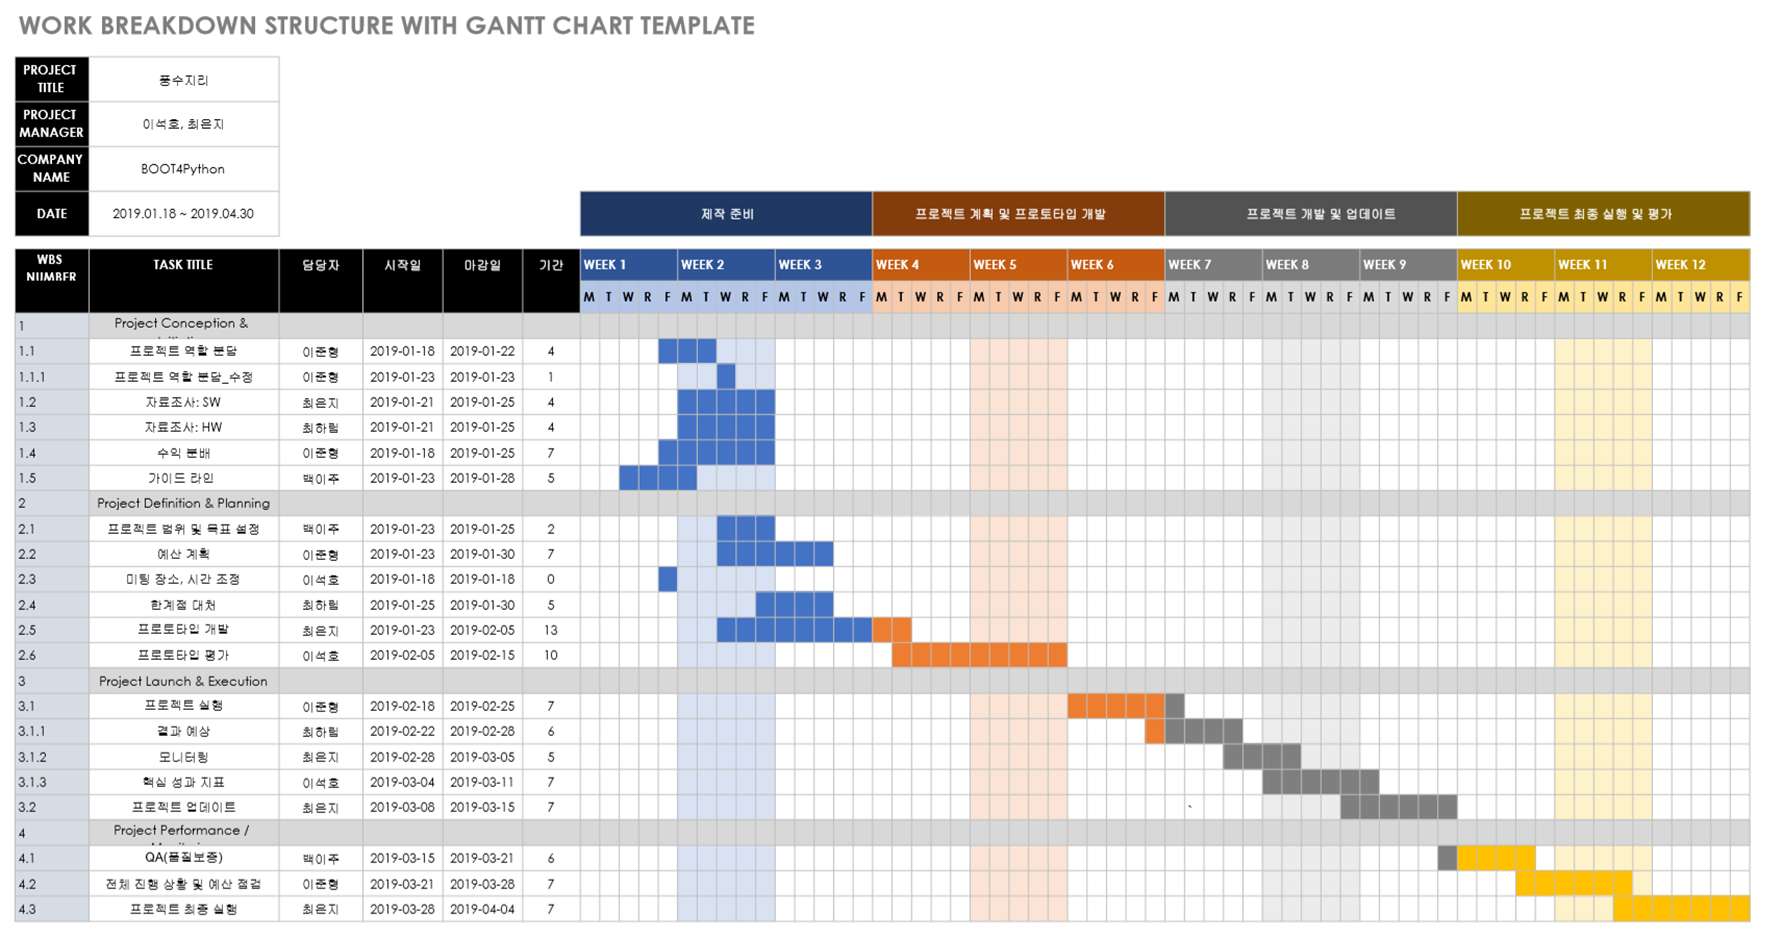 WORK BREAKDOWN STRUCTURE WITH GANTT CHART TEMPLATE
PROJECT TITLE 풍수지리
PROJECT MANAGER 이석호, 최은지
COMPANY NAME BOOT4Python
DATE 2019.01.18 ~ 2019.04.30
제작 준비 프로젝트 계획 및 프로토타입 개발 프로젝트 개발 및 업데이트 프로젝트 최종 실행 및 평가
WBS NUMBER TASK TITLE 담당자 시작일 마감일 기간 WEEK 1 WEEK 2 WEEK 3 WEEK 4 WEEK 5 WEEK 6 WEEK 7 WEEK 8 WEEK 9 WEEK 10 WEEK 11 WEEK 12
M T W R F M T W R F M T W R F M T W R F M T W R F M T W R F M T W R F M T W R F M T W R F M T W R F M T W R F M T W R F
1 Project Conception &
1.1 프로젝트 역할 분담 이준형 2019-01-18 2019-01-22 4
1.1.1 프로젝트 역할 분담_수정 이준형 2019-01-23 2019-01-23 1
1.2 자료조사: SW 최은지 2019-01-21 2019-01-25 4
1.3 자료조사: HW 최하림 2019-01-21 2019-01-25 4
1.4 수익 분배 이준형 2019-01-18 2019-01-25 7
1.5 가이드 라인 백이주 2019-01-23 2019-01-28 5
2 Project Definition & Planning
2.1 프로젝트 범위 및 목표 설정 백이주 2019-01-23 2019-01-25 2
2.2 예산 계획 이준형 2019-01-23 2019-01-30 7
2.3 미팅 장소, 시간 조정 이석호 2019-01-18 2019-01-18 0
2.4 한계점 대처 최하림 2019-01-25 2019-01-30 5
2.5 프로토타입 개발 최은지 2019-01-23 2019-02-05 13
2.6 프로토타입 평가 이석호 2019-02-05 2019-02-15 10
3 Project Launch & Execution
3.1 프로젝트 실행 이준형 2019-02-18 2019-02-25 7
3.1.1 결과 예상 최하림 2019-02-22 2019-02-28 6
3.1.2 모니터링 최은지 2019-02-28 2019-03-05 5
3.1.3 핵심 성과 지표 이석호 2019-03-04 2019-03-11 7
3.2 프로젝트 업데이트 최은지 2019-03-08 2019-03-15 7 `
4 Project Performance /
4.1 QA(품질보증) 백이주 2019-03-15 2019-03-21 6
4.2 전체 진행 상황 및 예산 점검 이준형 2019-03-21 2019-03-28 7
4.3 프로젝트 최종 실행 최은지 2019-03-28 2019-04-04 7